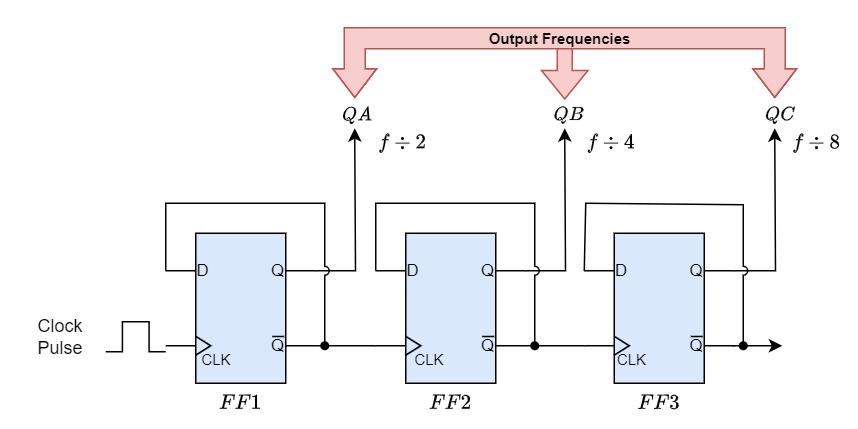 Output Frequencies
QA
QB
QC
f ÷ 2
f ÷ 4
f ÷ 8
D
Q
D
Q
D
Q
Clock
Pulse
CLK
Q̅
CLK
Q̅
CLK
Q̅
FF1
FF2
FF3